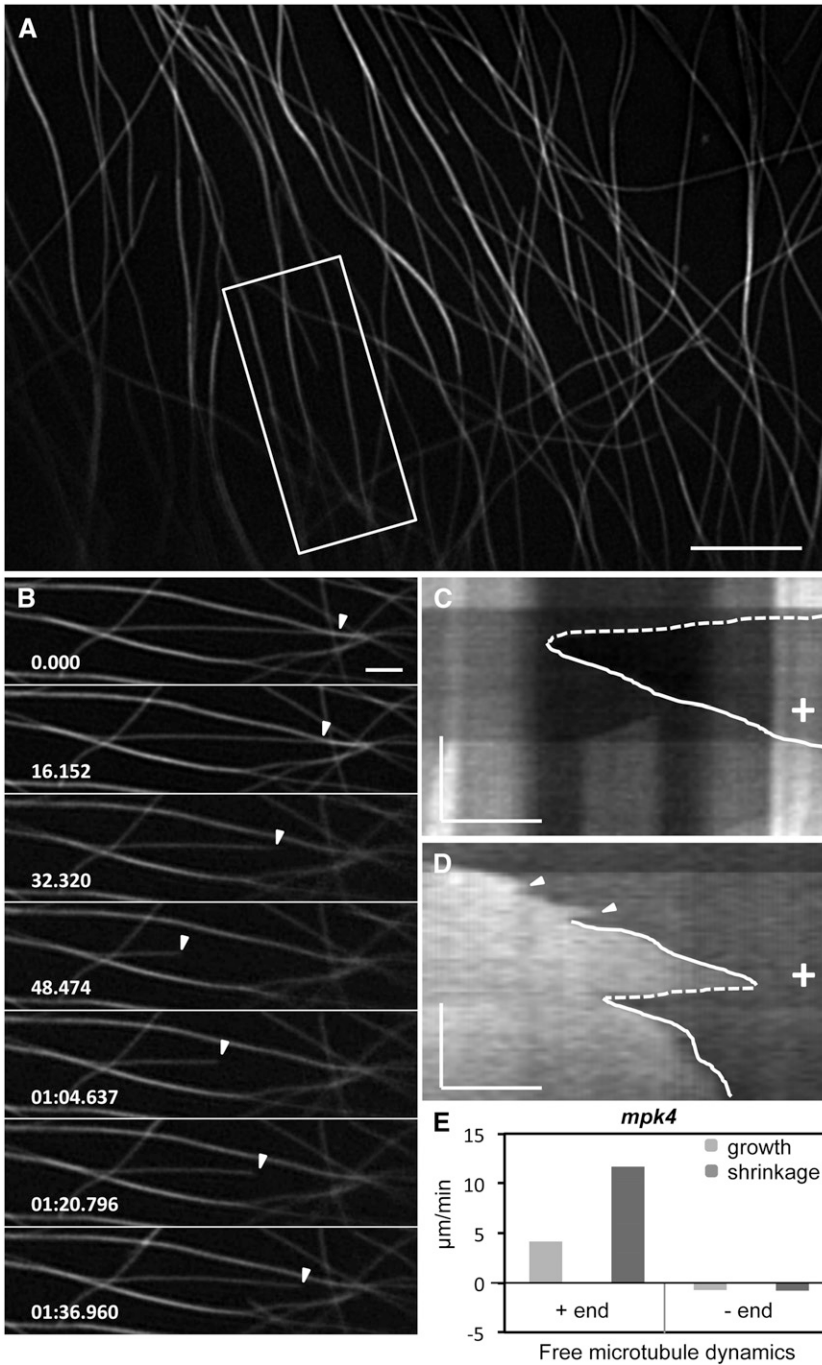 A
B
0.000
16.152
32.320
48.474
01:04.637
01:20.796
01:36.960
C
+
D
+
E
mpk4
growth
shrinkage
µm/min
15
10
5
0
-5
+ end
- end
Free microtubule dynamics